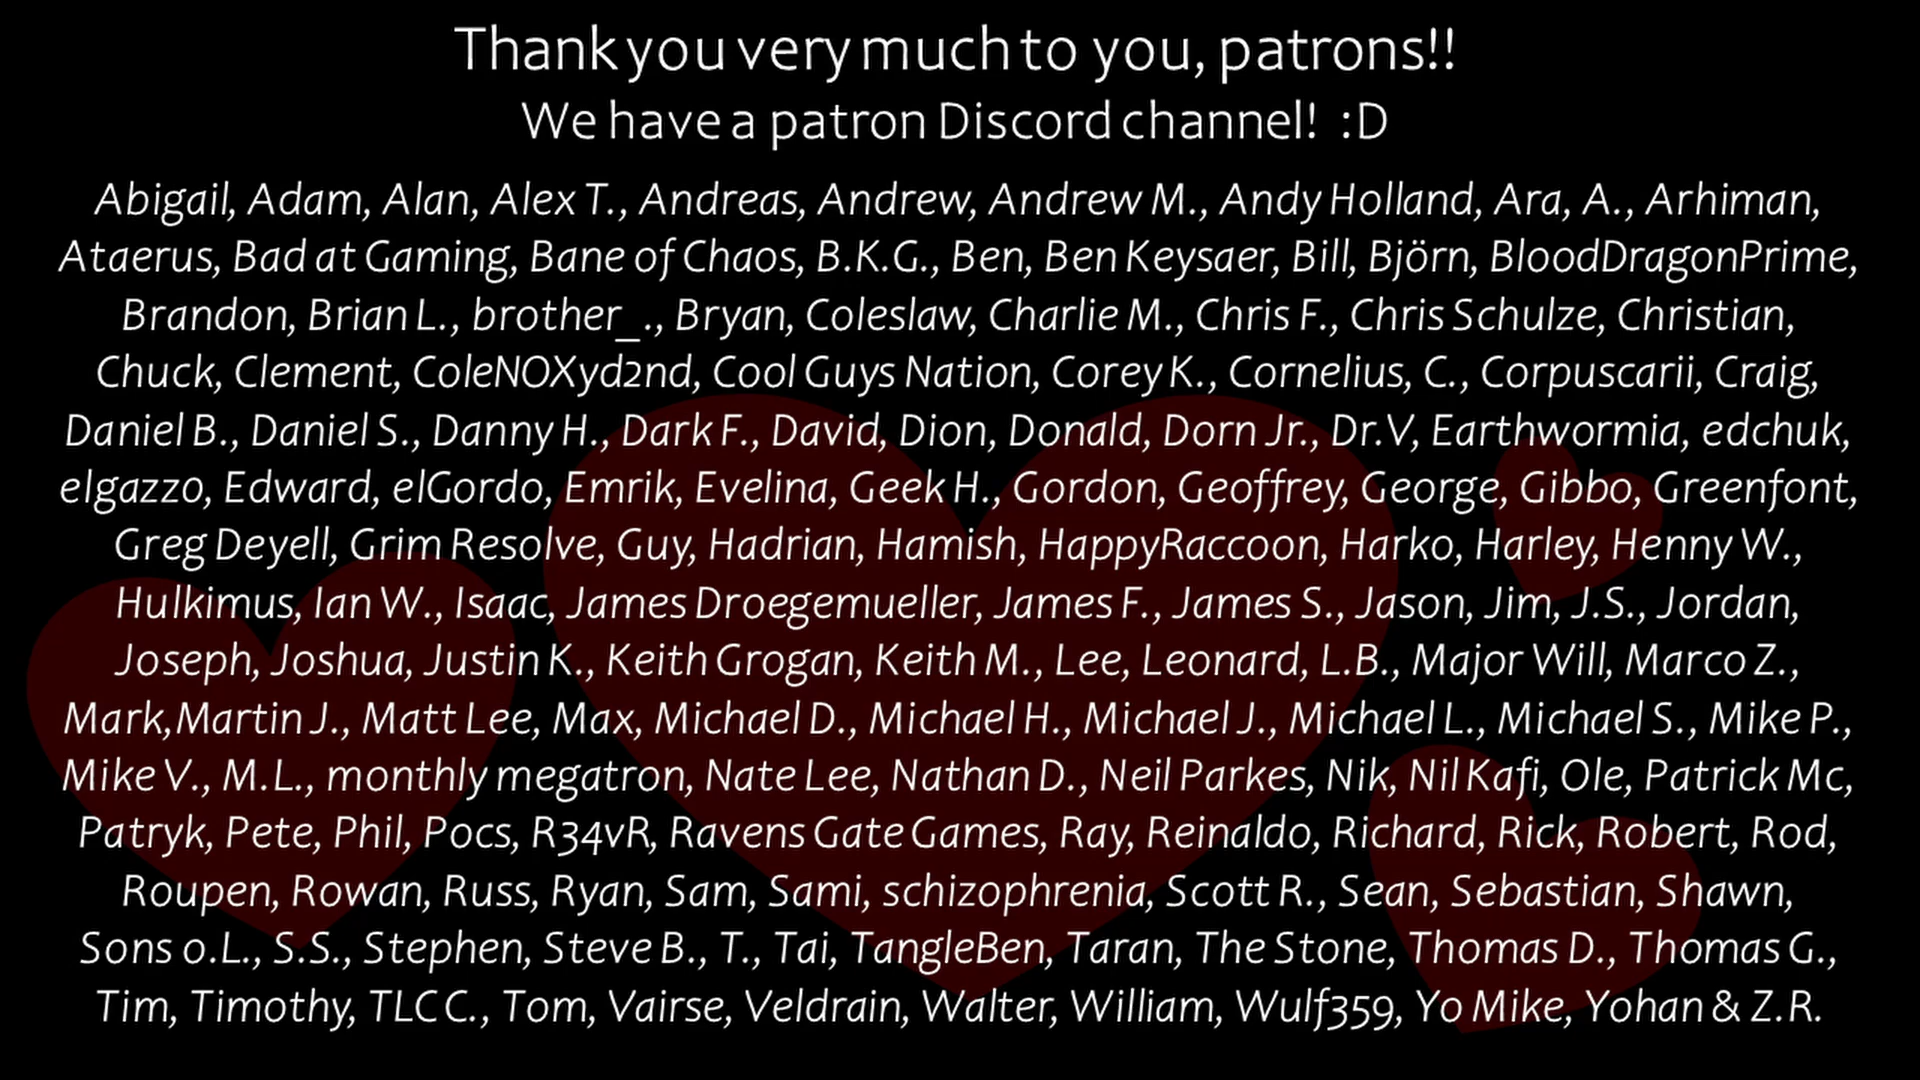 Thank you very much to you, patrons!!
We have a patron Discord channel! :D
Abigail, Adam, Alan, Alex T., Andreas, Andrew, Andrew M., Andy Holland, Ara, A., Arhiman,
Ataerus, Bad at Gaming, Bane of Chaos, B.K.G., Ben, Ben Keysaer, Bill, Björn, BloodDragonPrime,
Brandon, Brian L., brother_., Bryan, Coleslaw, Charlie M., Chris F., Chris Schulze, Christian,
Chuck, Clement, ColeNOXyd2nd, Cool Guys Nation, Corey K., Cornelius, C., Corpuscarii, Craig,
Daniel B., Daniel S., Danny H., Dark F., David, Dion, Donald, Dorn Jr., Dr.V, Earthwormia, edchuk,
elgazzo, Edward, elGordo, Emrik, Evelina, Geek H., Gordon, Geoffrey, George, Gibbo, Greenfont,
Greg Deyell, Grim Resolve, Guy, Hadrian, Hamish, HappyRaccoon, Harko, Harley, Henny W.,
Hulkimus, Ian W., Isaac, James Droegemueller, James F., James S., Jason, Jim, J.S., Jordan,
Joseph, Joshua, Justin K., Keith Grogan, Keith M., Lee, Leonard, L.B., Major Will, Marco Z.,
Mark,Martin J., Matt Lee, Max, Michael D., Michael H., Michael J., Michael L., Michael S., Mike P.,
Mike V., M.L., monthly megatron, Nate Lee, Nathan D., Neil Parkes, Nik, Nil Kafi, Ole, Patrick Mc,
Patryk, Pete, Phil, Pocs, R34vR, Ravens Gate Games, Ray, Reinaldo, Richard, Rick, Robert, Rod,
Roupen, Rowan, Russ, Ryan, Sam, Sami, schizophrenia, Scott R., Sean, Sebastian, Shawn,
Sons o.L., S.S., Stephen, Steve B., T., Tai, TangleBen, Taran, The Stone, Thomas D., Thomas G.,
Tim, Timothy, TLC C., Tom, Vairse, Veldrain, Walter, William, Wulf359, Yo Mike, Yohan & Z.R.